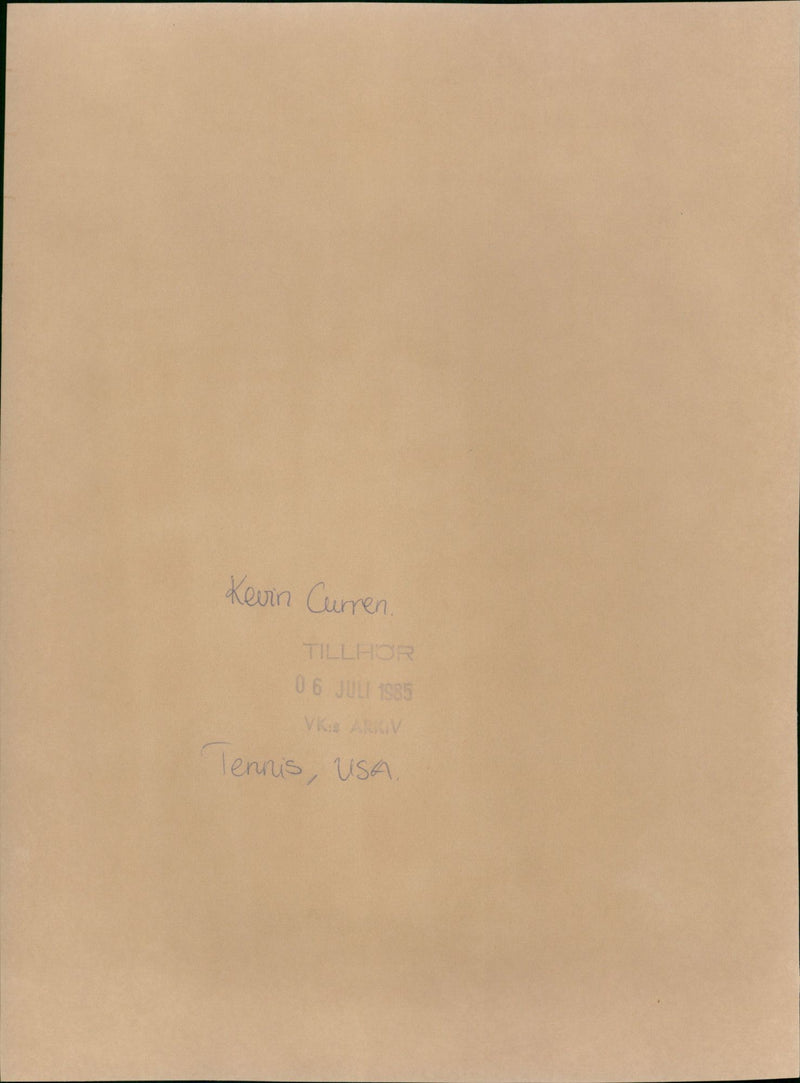 Kevin Curren.
TILLHÖR
06 JULI 1985
VK:s ARKIV
Tennis, USA.